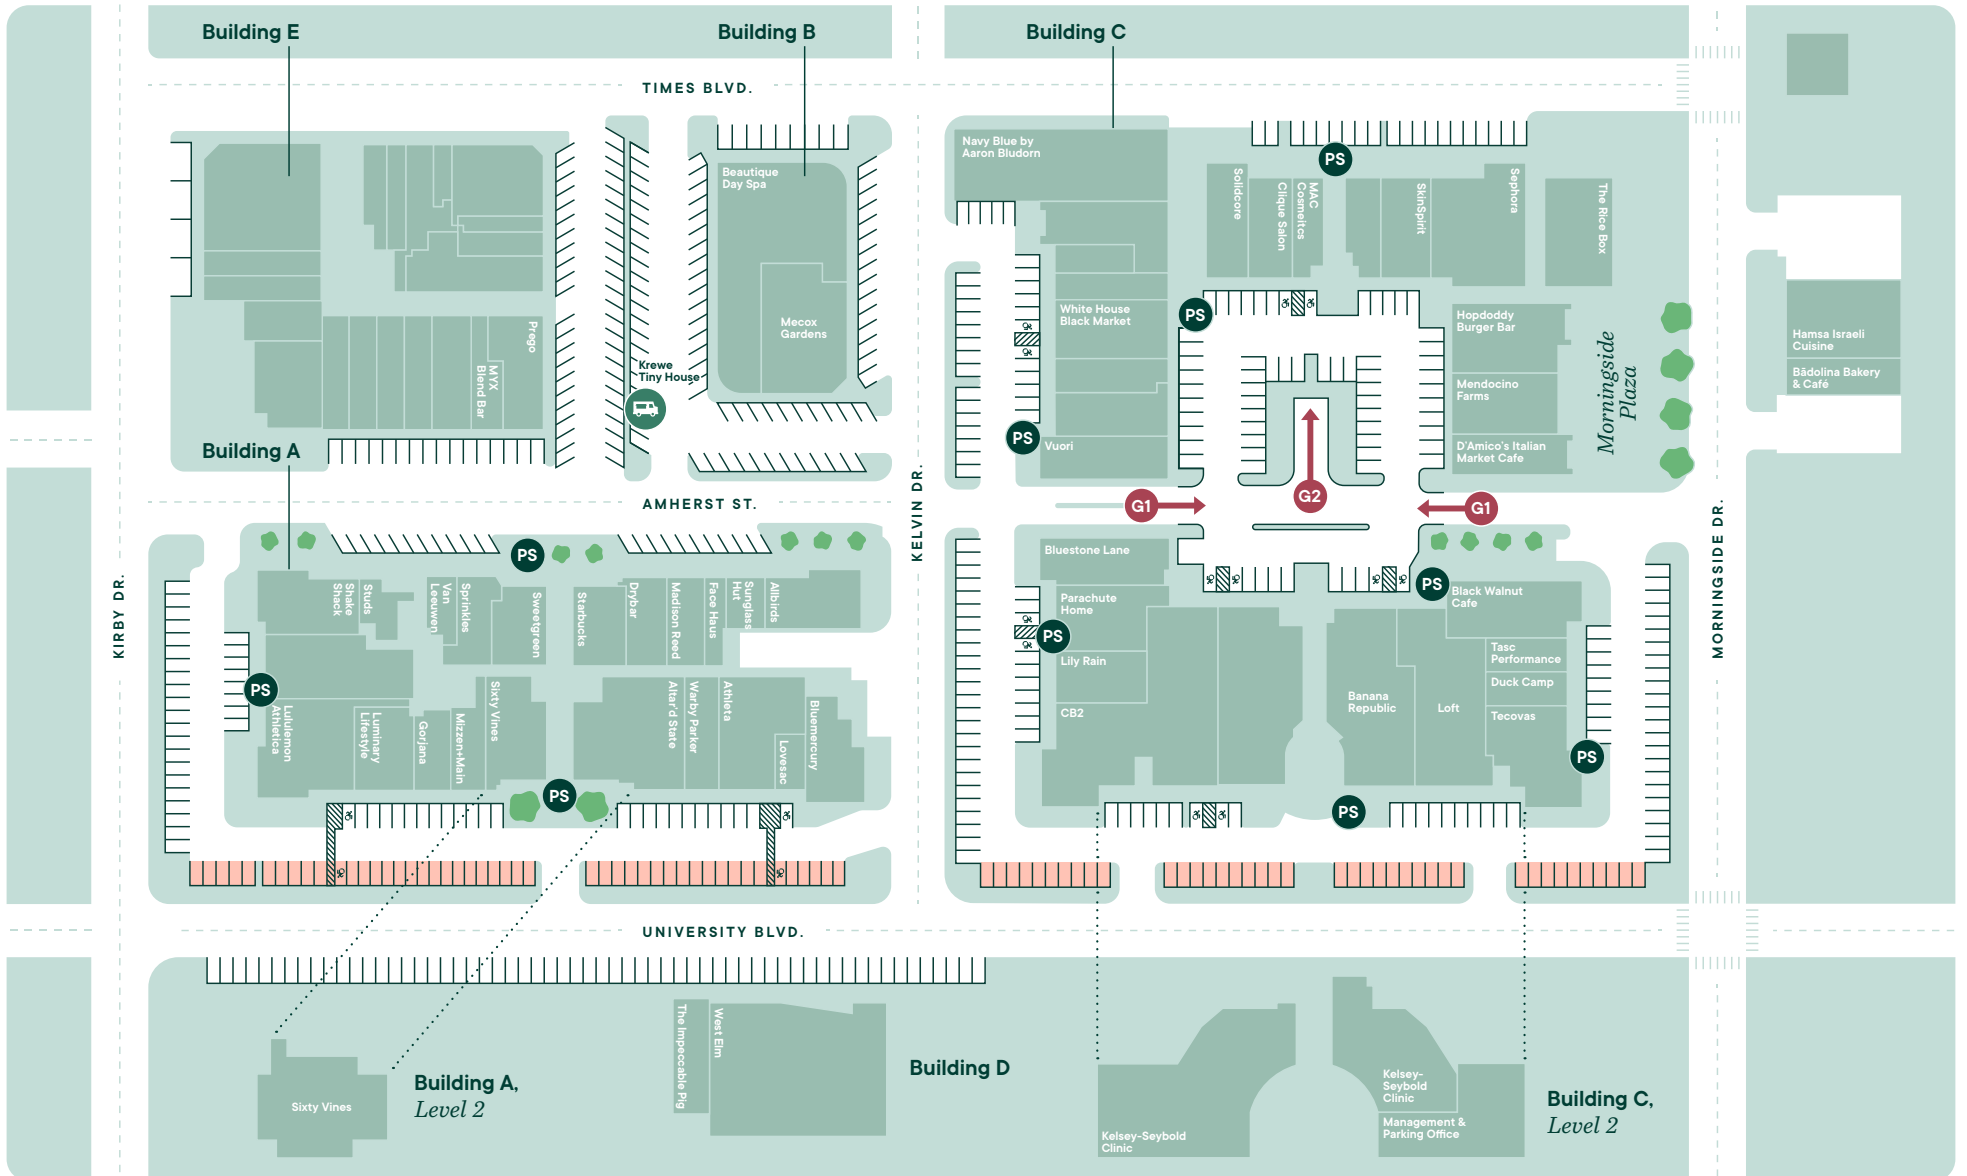 Building E
Building B
Building C
TIMES BLVD.
Navy Blue by
Aaron Bludorn
PS
Beautique
Day Spa
Solidcore
Clique Salon
MAC
Cosmeitcs
SkinSpirit
Sephora
The Rice Box
White House
Black Market
PS
Hopdoddy
Burger Bar
Mecox
Gardens
Prego
MYX
Blend Bar
Krewe
Tiny House
Mendocino
Farms
Morningside
Plaza
Hamsa Israeli
Cuisine
Bādolina Bakery
& Café
PS
Vuori
D'Amico's Italian
Market Cafe
Building A
AMHERST ST.
KELVIN DR.
G1
G2
G1
MORNINGSIDE DR.
KIRBY DR.
PS
Bluestone Lane
Shake
Shack
Studs
Van
Leeuwen
Sprinkles
Sweetgreen
Starbucks
Drybar
Madison Reed
Face Haus
Sunglass
Hut
Allbirds
Parachute
Home
PS
Black Walnut
Cafe
PS
Lily Rain
Tasc
Performance
Duck Camp
PS
Lululemon
Athletica
Luminary
Lifestyle
Gorjana
Mizzen+Main
Sixty Vines
Altar'd State
Warby Parker
Athleta
Lovesac
Bluemercury
CB2
Banana
Republic
Loft
Tecovas
PS
PS
PS
UNIVERSITY BLVD.
The Impeccable Pig
West Elm
Building D
Sixty Vines
Building A,
Level 2
Kelsey-Seybold
Clinic
Kelsey-
Seybold
Clinic
Management &
Parking Office
Building C,
Level 2